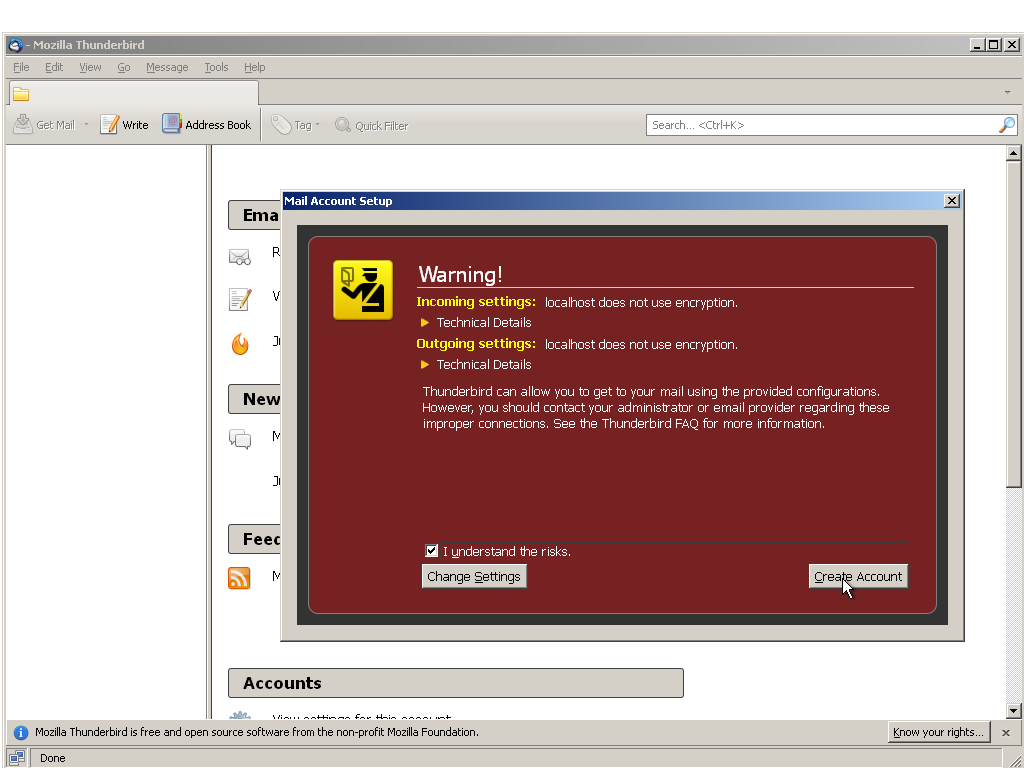 - Mozilla Thunderbird
File Edit View Go Message Tools Help
Get Mail Write Address Book Tag Quick Filter Search... <Ctrl+K>
Mail Account Setup
Warning!
Incoming settings: localhost does not use encryption.
Technical Details
Outgoing settings: localhost does not use encryption.
Technical Details
Thunderbird can allow you to get to your mail using the provided configurations.
However, you should contact your administrator or email provider regarding these
improper connections. See the Thunderbird FAQ for more information.
I understand the risks.
Change Settings Create Account
Ema
R
V
Ju
New
M
Ju
Feed
M
Accounts
View settings for this account
Mozilla Thunderbird is free and open source software from the non-profit Mozilla Foundation. Know your rights...
Done